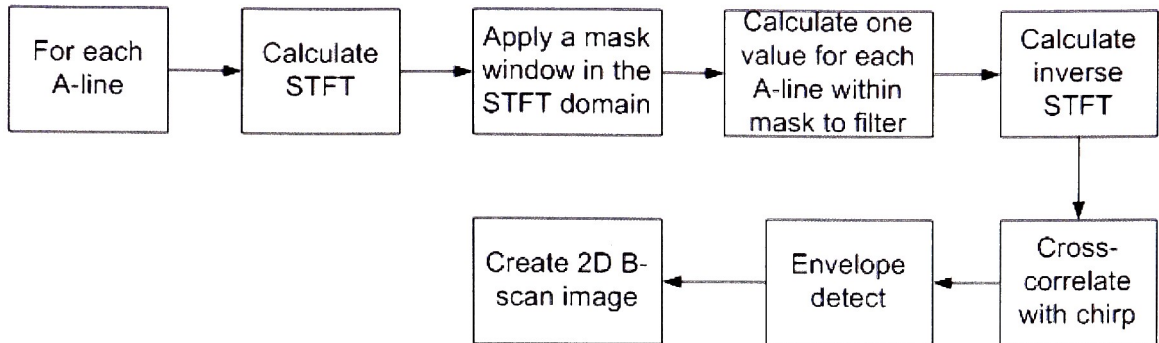 For each
A-line
Calculate
STFT
Apply a mask
window in the
STFT domain
Calculate one
value for each
A-line within
mask to filter
Calculate
inverse
STFT
Cross-
correlate
with chirp
Envelope
detect
Create 2D B-
scan image